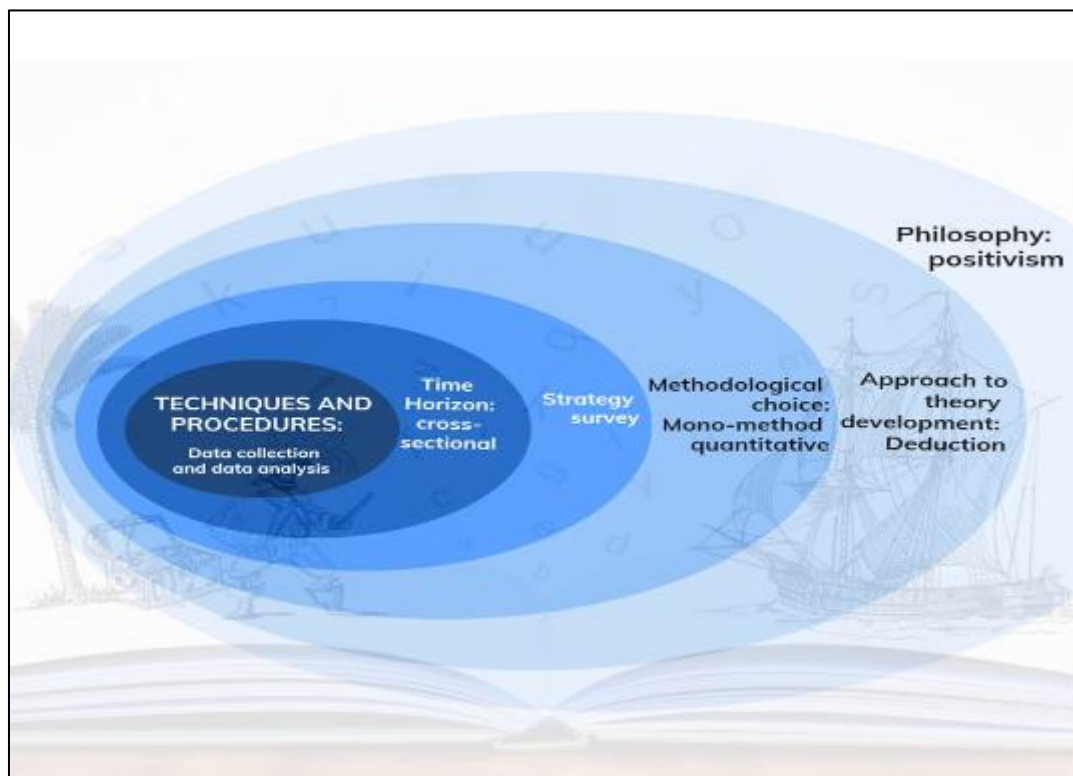 Philosophy:
positivism
Approach to
theory
development:
Deduction
Methodological
choice:
Mono-method
quantitative
Strategy
survey
Time
Horizon:
cross-
sectional
TECHNIQUES AND
PROCEDURES:
Data collection
and data analysis